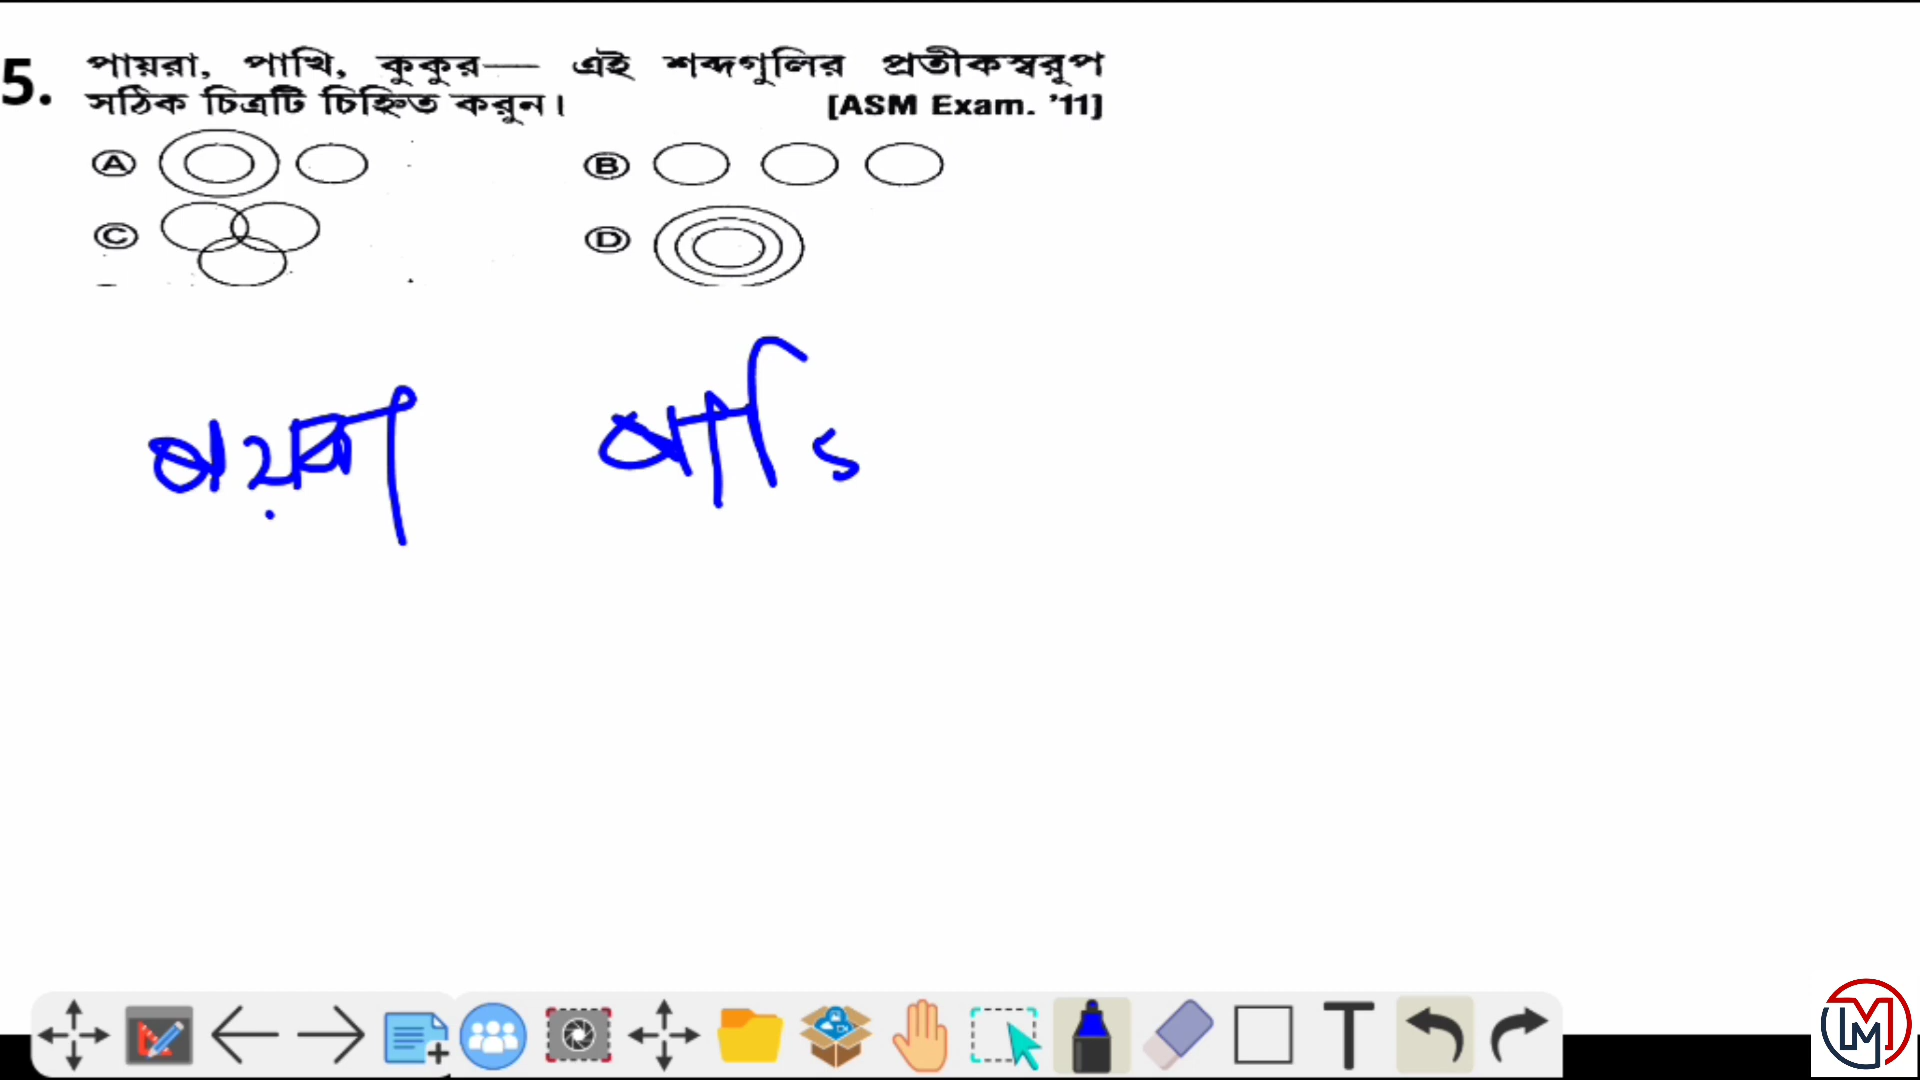 5. পায়রা, পাখি, কুকুর— এই শব্দগুলির প্রতীকস্বরূপ
সঠিক চিত্রটি চিহ্নিত করুন। [ASM Exam. '11]
A B
C D
পায়রা
T
M